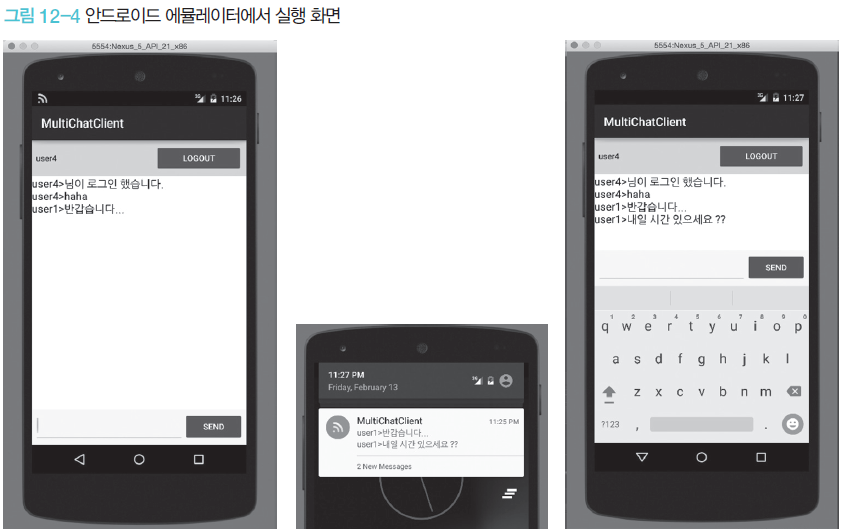 그림 12-4 안드로이드 에뮬레이터에서 실행 화면
5554:Nexus_5_API_21_x86
3G 11:26
MultiChatClient
user4 LOGOUT
user4>님이 로그인 했습니다.
user4>haha
user1>반갑습니다...
SEND
11:27 PM
Friday, February 13
3G
MultiChatClient 11:25 PM
user1>반갑습니다...
user1>내일 시간 있으세요 ??
2 New Messages
5554:Nexus_5_API_21_x86
3G 11:27
MultiChatClient
user4 LOGOUT
user4>님이 로그인 했습니다.
user4>haha
user1>반갑습니다...
user1>내일 시간 있으세요 ??
SEND
1 2 3 4 5 6 7 8 9 0
q w e r t y u i o p
a s d f g h j k l
z x c v b n m
?123 , .